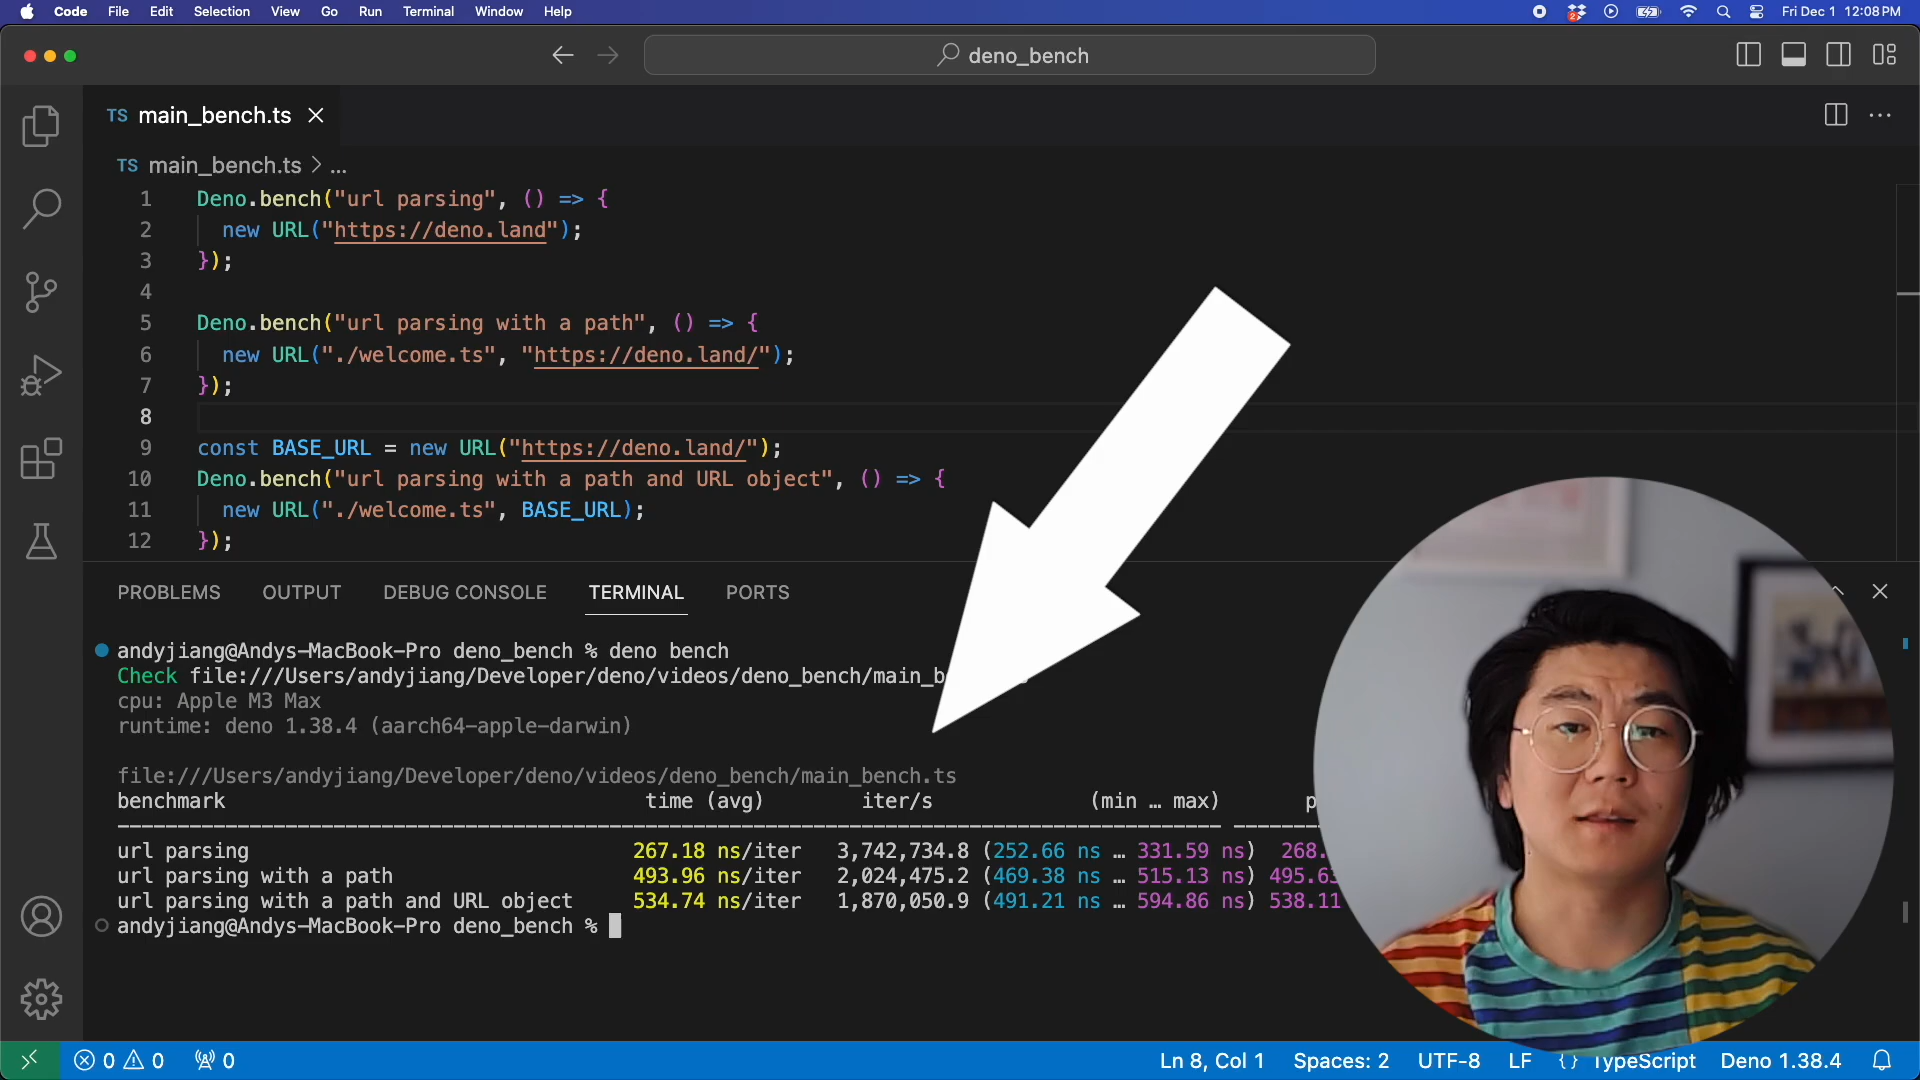 Code File Edit Selection View Go Run Terminal Window Help 2 Fri Dec 1 12:08 PM
deno_bench
TS main_bench.ts
TS main_bench.ts > ...
1 Deno.bench("url parsing", () => {
2 new URL("https://deno.land");
3 });
4
5 Deno.bench("url parsing with a path", () => {
6 new URL("./welcome.ts", "https://deno.land/");
7 });
8
9 const BASE_URL = new URL("https://deno.land/");
10 Deno.bench("url parsing with a path and URL object", () => {
11 new URL("./welcome.ts", BASE_URL);
12 });
PROBLEMS OUTPUT DEBUG CONSOLE TERMINAL PORTS
andyjiang@Andys-MacBook-Pro deno_bench % deno bench
Check file:///Users/andyjiang/Developer/deno/videos/deno_bench/main_b
cpu: Apple M3 Max
runtime: deno 1.38.4 (aarch64-apple-darwin)
file:///Users/andyjiang/Developer/deno/videos/deno_bench/main_bench.ts
benchmark time (avg) iter/s (min … max) p
url parsing 267.18 ns/iter 3,742,734.8 (252.66 ns … 331.59 ns) 268.
url parsing with a path 493.96 ns/iter 2,024,475.2 (469.38 ns … 515.13 ns) 495.63
url parsing with a path and URL object 534.74 ns/iter 1,870,050.9 (491.21 ns … 594.86 ns) 538.11
andyjiang@Andys-MacBook-Pro deno_bench %
0 0 0 Ln 8, Col 1 Spaces: 2 UTF-8 LF {} TypeScript Deno 1.38.4